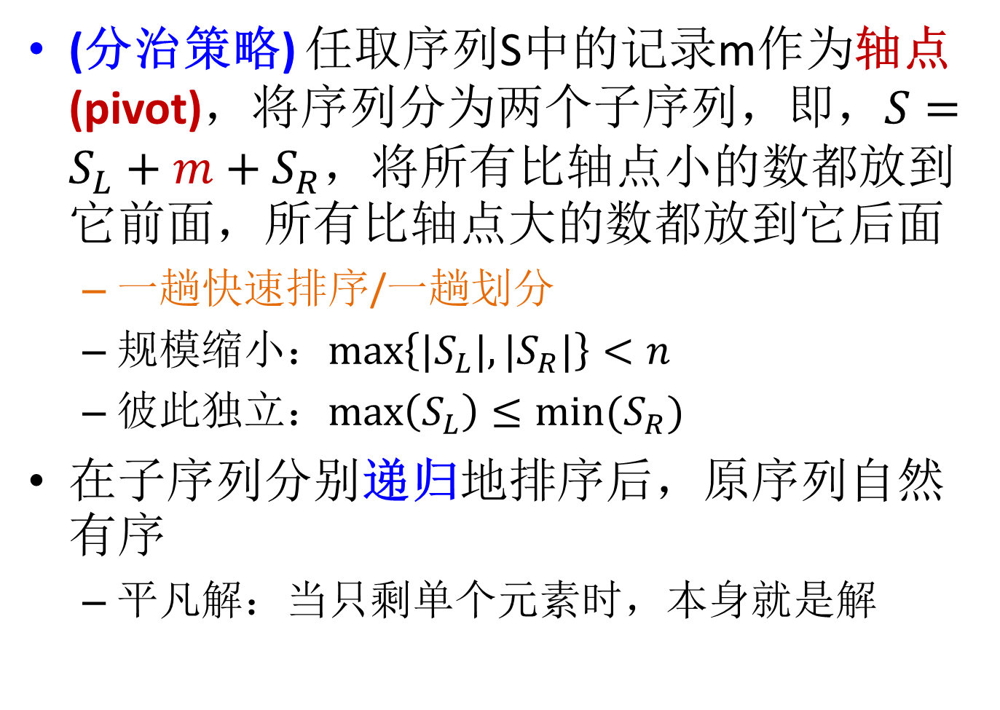 • (分治策略) 任取序列S中的记录m作为轴点
(pivot)，将序列分为两个子序列，即，S =
S_L + m + S_R，将所有比轴点小的数都放到
它前面，所有比轴点大的数都放到它后面
– 一趟快速排序/一趟划分
– 规模缩小：max{|S_L|, |S_R|} < n
– 彼此独立：max(S_L) ≤ min(S_R)
• 在子序列分别递归地排序后，原序列自然
有序
– 平凡解：当只剩单个元素时，本身就是解